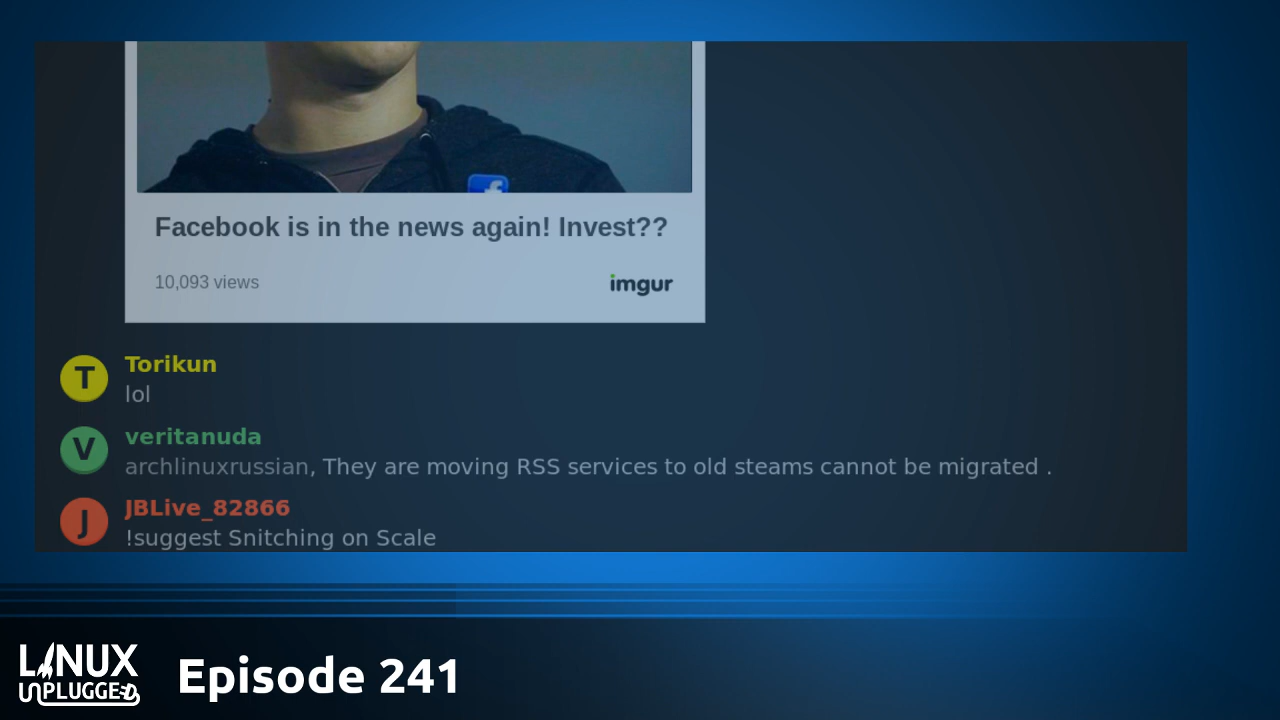 Facebook is in the news again! Invest??
10,093 views
imgur
T
Torikun
lol
V
veritanuda
archlinuxrussian, They are moving RSS services to old steams cannot be migrated .
J
JBLive_82866
!suggest Snitching on Scale
LINUX
UNPLUGGED
Episode 241